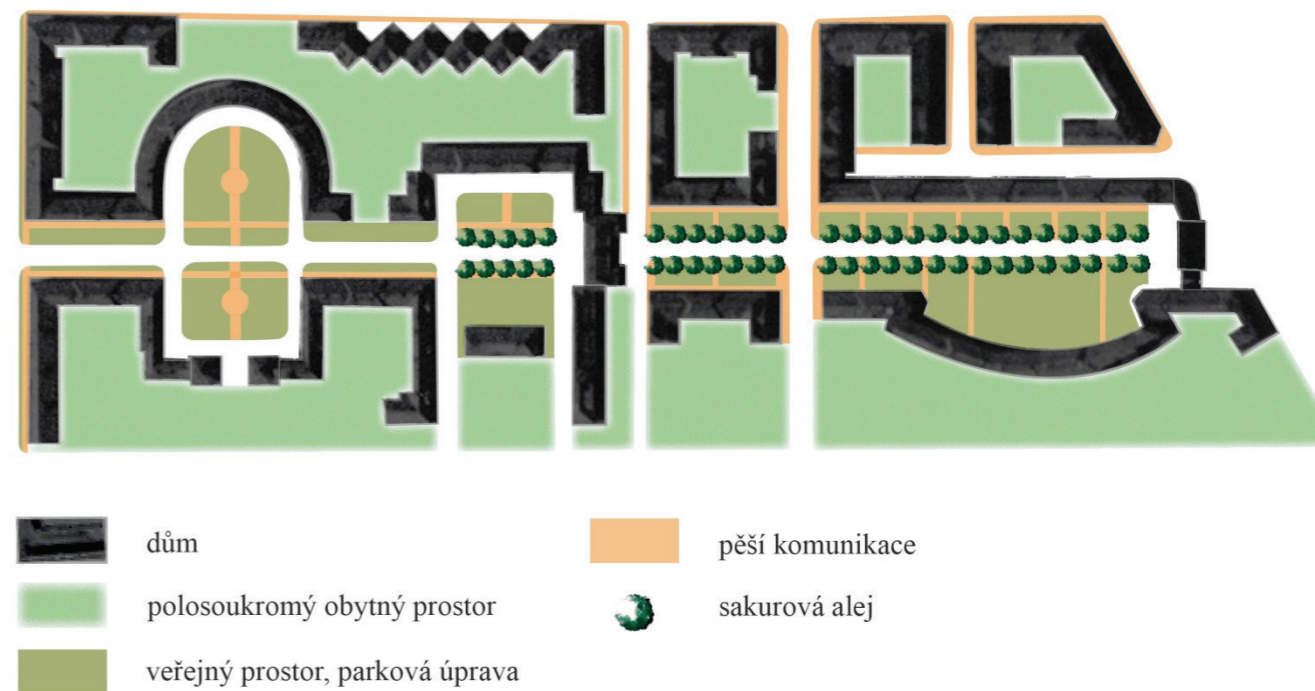 dům
polosoukromý obytný prostor
veřejný prostor, parková úprava
pěší komunikace
sakurová alej